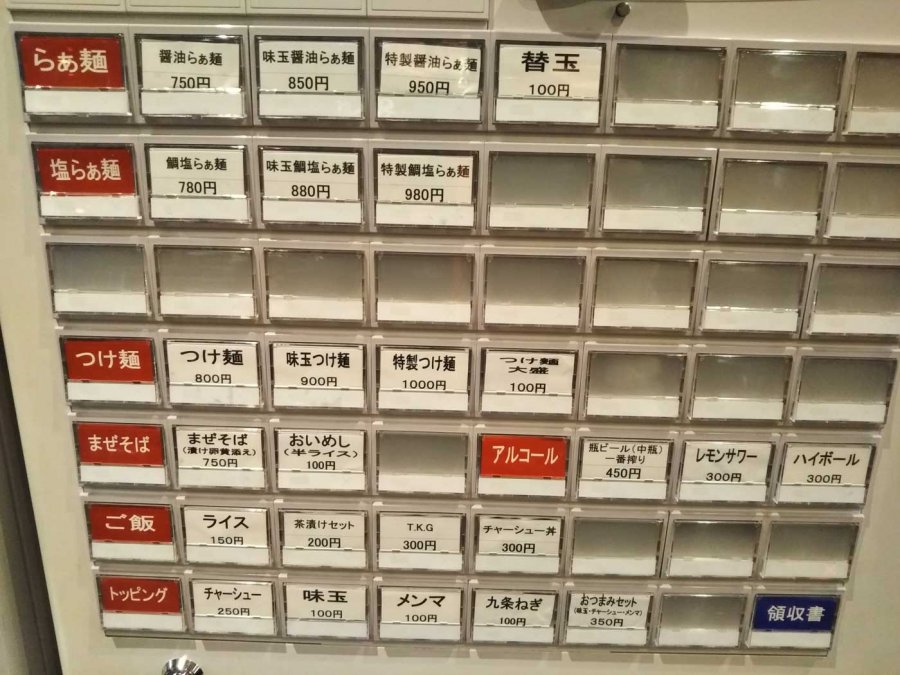 らぁ麺
醤油らぁ麺
750円
味玉醤油らぁ麺
850円
特製醤油らぁ麺
950円
替玉
100円
塩らぁ麺
鯛塩らぁ麺
780円
味玉鯛塩らぁ麺
880円
特製鯛塩らぁ麺
980円
つけ麺
つけ麺
800円
味玉つけ麺
900円
特製つけ麺
1000円
つけ麺
大盛
100円
まぜそば
まぜそば
(漬け卵黄添え)
750円
おいめし
(半ライス)
100円
アルコール
瓶ビール(中瓶)
一番搾り
450円
レモンサワー
300円
ハイボール
300円
ご飯
ライス
150円
茶漬けセット
200円
T.K.G
300円
チャーシュー丼
300円
トッピング
チャーシュー
250円
味玉
100円
メンマ
100円
九条ねぎ
100円
おつまみセット
(味玉・チャーシュー・メンマ)
350円
領収書